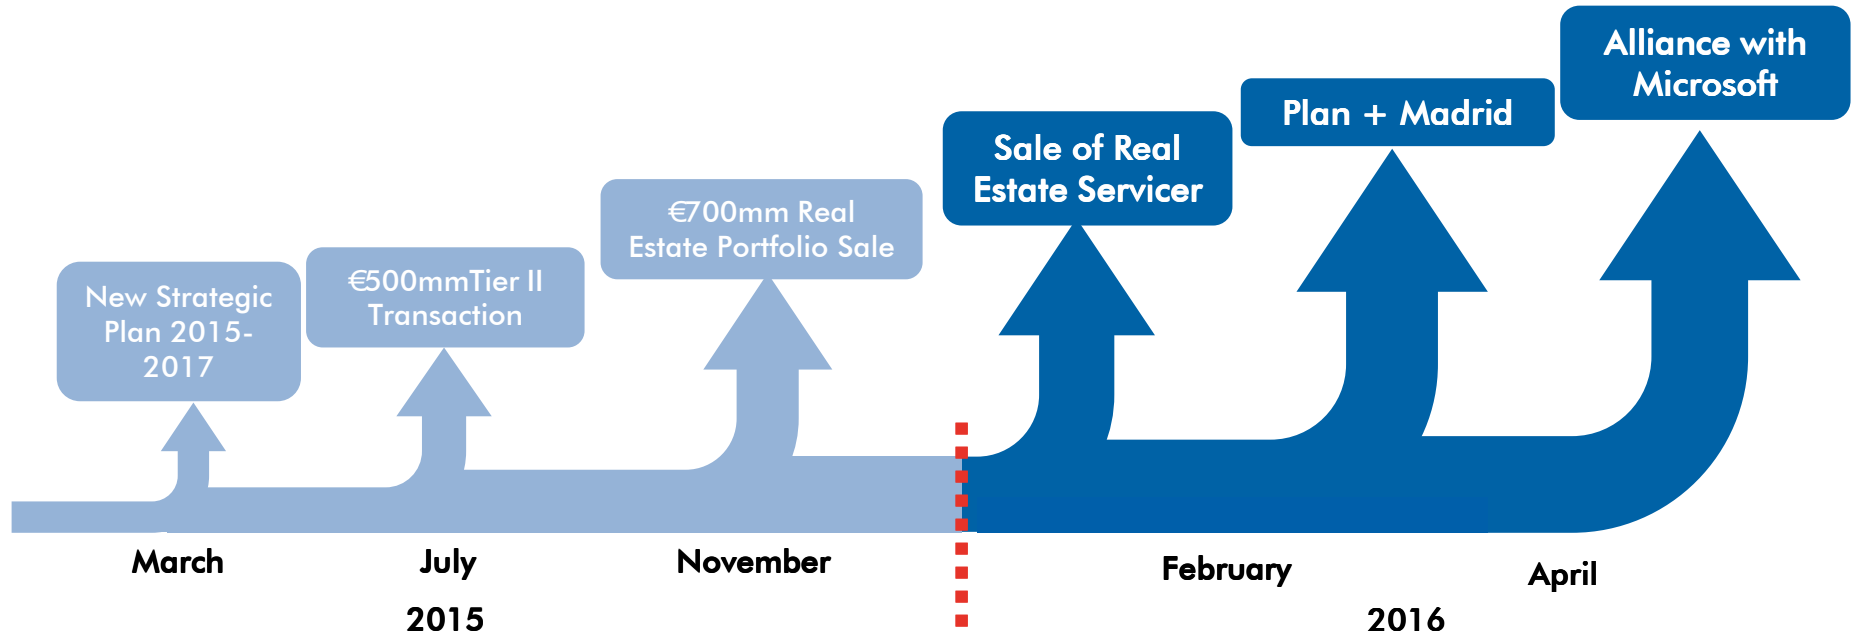 New Strategic
Plan 2015-
2017
€500mmTier II
Transaction
€700mm Real
Estate Portfolio Sale
Sale of Real
Estate Servicer
Plan + Madrid
Alliance with
Microsoft
March
July
November
February
April
2015
2016